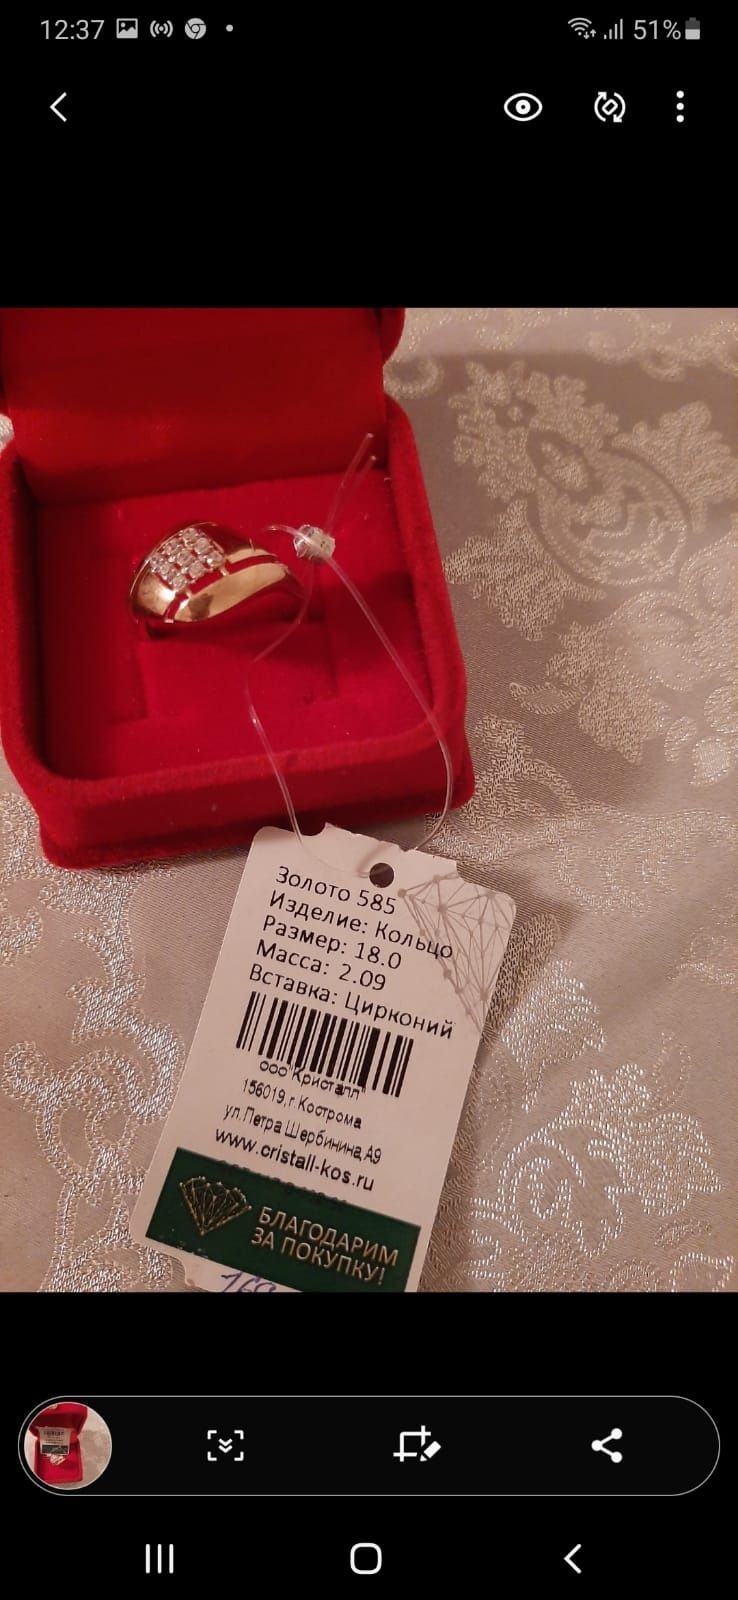 12:37
51%
Золото 585
Изделие: Кольцо
Размер: 18.0
Масса: 2.09
Вставка: Цирконий
ооо"Кристалл"
156019, г. Кострома
ул. Петра Щербинина, А9
www.cristall-kos.ru
БЛАГОДАРИМ
ЗА ПОКУПКУ!